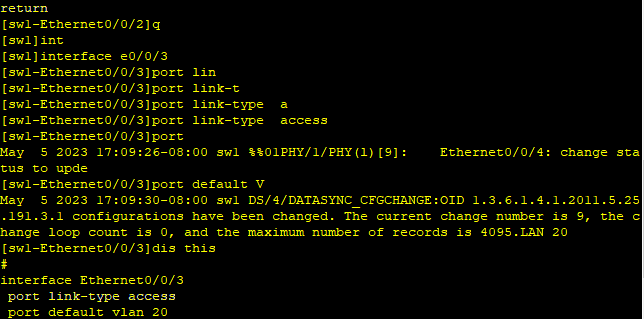 return
[sw1-Ethernet0/0/2]q
[sw1]int
[sw1]interface e0/0/3
[sw1-Ethernet0/0/3]port lin
[sw1-Ethernet0/0/3]port link-t
[sw1-Ethernet0/0/3]port link-type  a
[sw1-Ethernet0/0/3]port link-type  access
[sw1-Ethernet0/0/3]port
May  5 2023 17:09:26-08:00 sw1 %%01PHY/1/PHY(l)[9]:    Ethernet0/0/4: change sta
tus to upde
[sw1-Ethernet0/0/3]port default V
May  5 2023 17:09:30-08:00 sw1 DS/4/DATASYNC_CFGCHANGE:OID 1.3.6.1.4.1.2011.5.25
.191.3.1 configurations have been changed. The current change number is 9, the c
hange loop count is 0, and the maximum number of records is 4095.LAN 20
[sw1-Ethernet0/0/3]dis this
#
interface Ethernet0/0/3
 port link-type access
 port default vlan 20